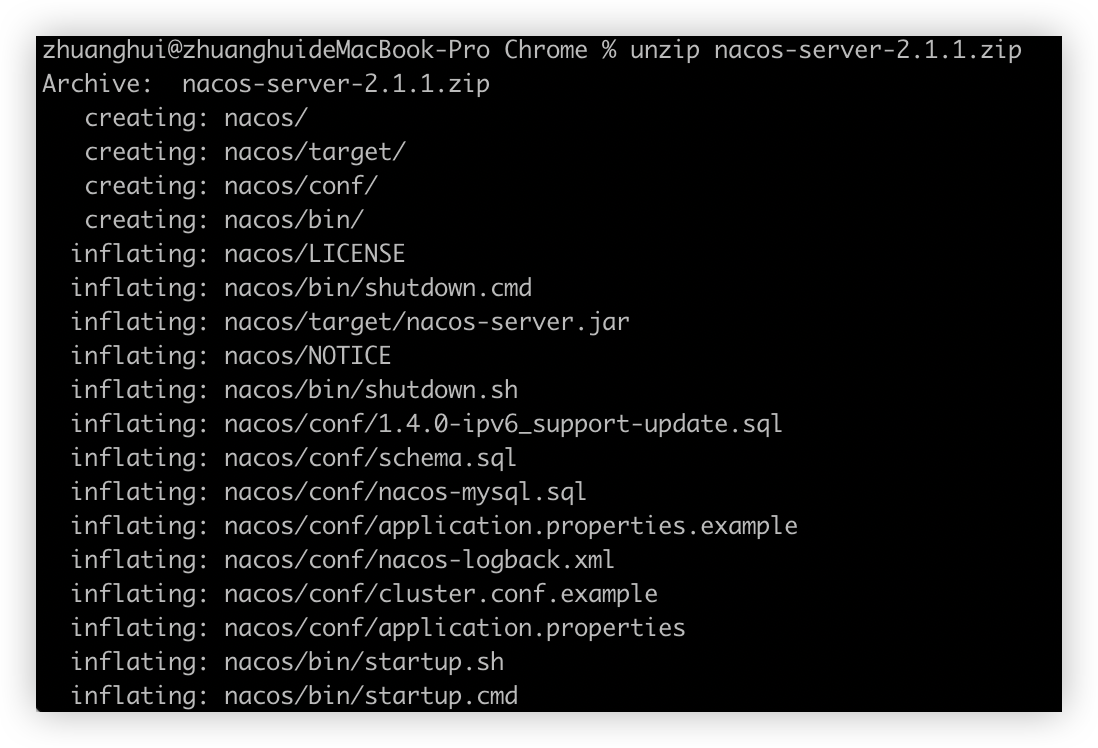 zhuanghui@zhuanghuideMacBook-Pro Chrome % unzip nacos-server-2.1.1.zip
Archive:  nacos-server-2.1.1.zip
   creating: nacos/
   creating: nacos/target/
   creating: nacos/conf/
   creating: nacos/bin/
  inflating: nacos/LICENSE
  inflating: nacos/bin/shutdown.cmd
  inflating: nacos/target/nacos-server.jar
  inflating: nacos/NOTICE
  inflating: nacos/bin/shutdown.sh
  inflating: nacos/conf/1.4.0-ipv6_support-update.sql
  inflating: nacos/conf/schema.sql
  inflating: nacos/conf/nacos-mysql.sql
  inflating: nacos/conf/application.properties.example
  inflating: nacos/conf/nacos-logback.xml
  inflating: nacos/conf/cluster.conf.example
  inflating: nacos/conf/application.properties
  inflating: nacos/bin/startup.sh
  inflating: nacos/bin/startup.cmd